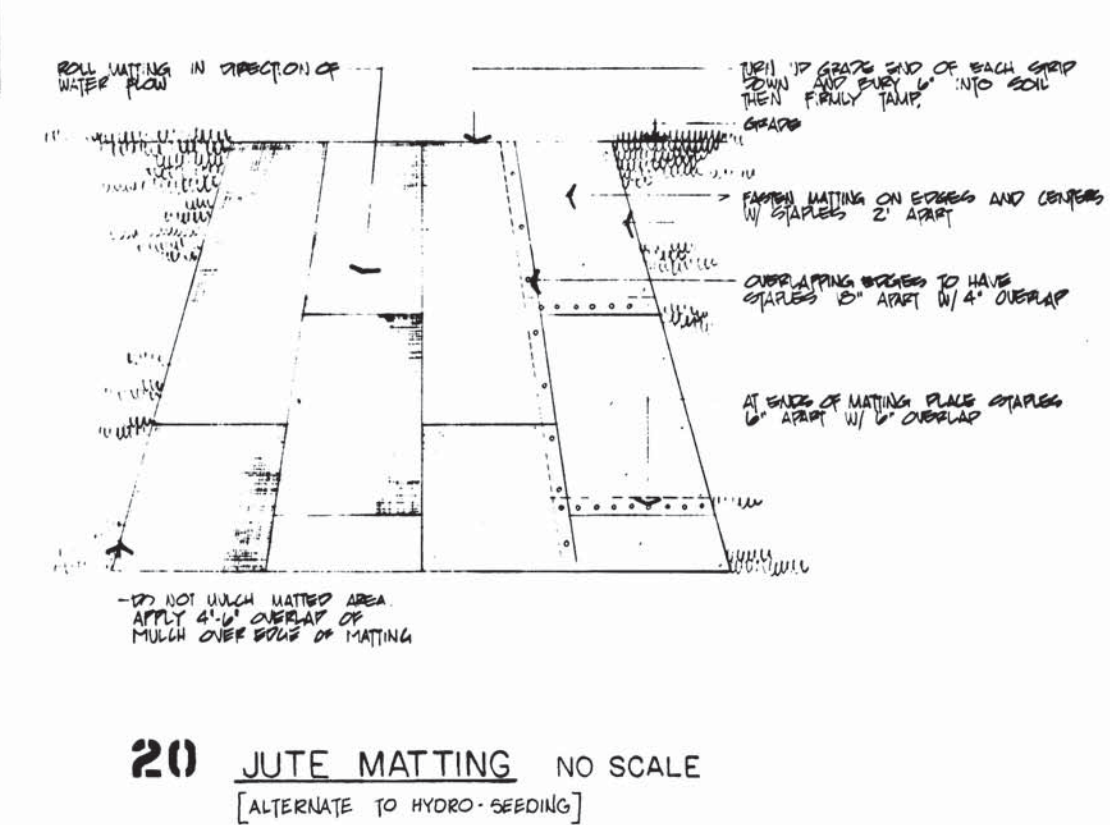 ROLL MATTING IN DIRECTION OF
WATER FLOW
TURN UP GRADE END OF EACH STRIP
DOWN AND BURY 6" INTO SOIL
THEN FIRMLY TAMP.
GRADE
FASTEN MATTING ON EDGES AND CENTERS
W/ STAPLES 2' APART
OVERLAPPING EDGES TO HAVE
STAPLES 18" APART W/ 4" OVERLAP
AT ENDS OF MATTING PLACE STAPLES
6" APART W/ 6" OVERLAP
-DO NOT MULCH MATTED AREA.
APPLY 4"-6" OVERLAP OF
MULCH OVER EDGE OF MATTING
20 JUTE MATTING NO SCALE
[ALTERNATE TO HYDRO-SEEDING]